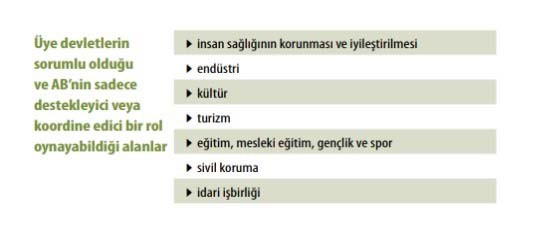 Üye devletlerin
sorumlu olduğu
ve AB’nin sadece
destekleyici veya
koordine edici bir rol
oynayabildiği alanlar
insan sağlığının korunması ve iyileştirilmesi
endüstri
kültür
turizm
eğitim, mesleki eğitim, gençlik ve spor
sivil koruma
idari işbirliği